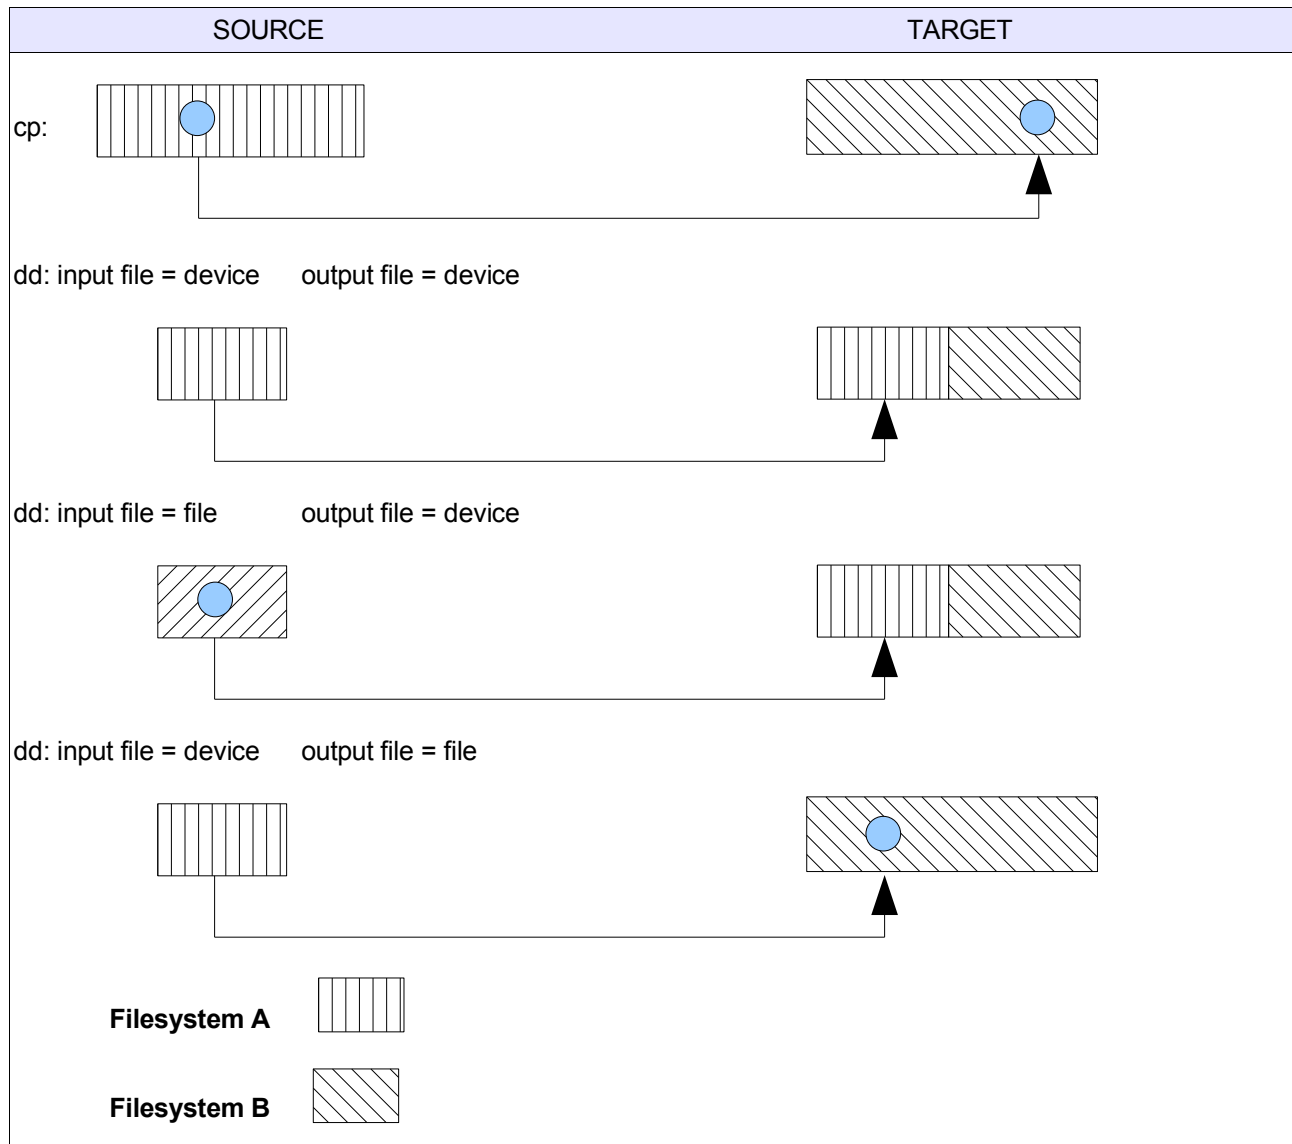 SOURCE TARGET
cp:
dd: input file = device output file = device
dd: input file = file output file = device
dd: input file = device output file = file
Filesystem A
Filesystem B